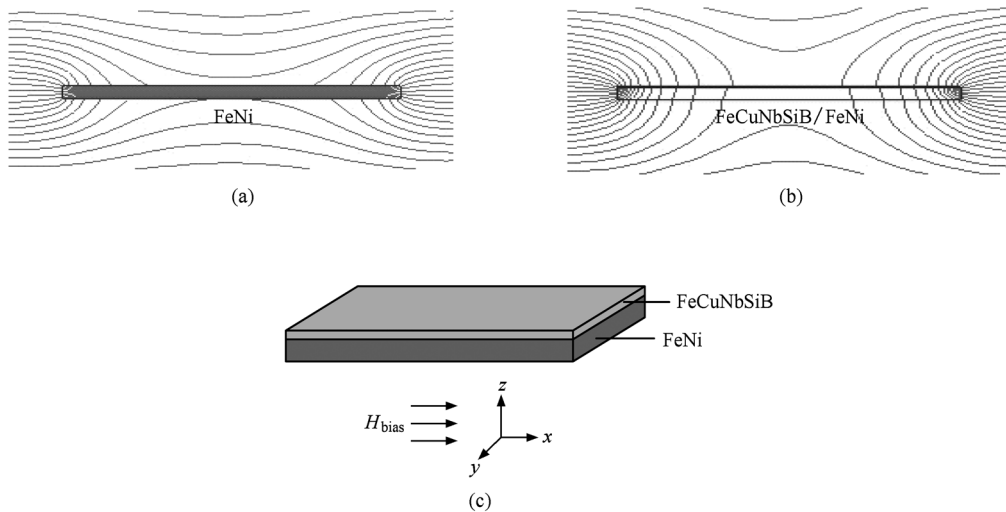 FeNi
(a)
FeCuNbSiB/FeNi
(b)
FeCuNbSiB
FeNi
H_bias
z
x
y
(c)